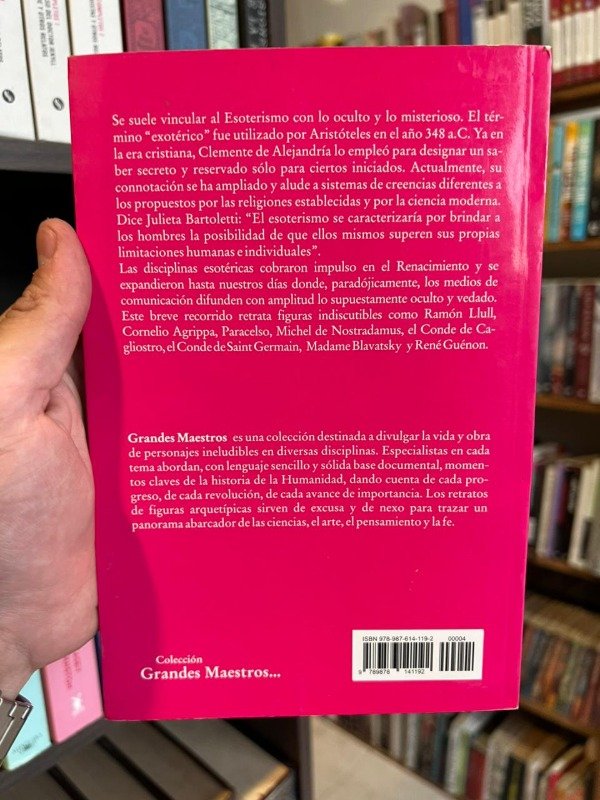 Se suele vincular al Esoterismo con lo oculto y lo misterioso. El tér-
mino “exotérico” fue utilizado por Aristóteles en el año 348 a.C. Ya en
la era cristiana, Clemente de Alejandría lo empleó para designar un sa-
ber secreto y reservado sólo para ciertos iniciados. Actualmente, su
connotación se ha ampliado y alude a sistemas de creencias diferentes a
los propuestos por las religiones establecidas y por la ciencia moderna.
Dice Julieta Bartoletti: “El esoterismo se caracterizaría por brindar a
los hombres la posibilidad de que ellos mismos superen sus propias
limitaciones humanas e individuales”.
Las disciplinas esotéricas cobraron impulso en el Renacimiento y se
expandieron hasta nuestros días donde, paradójicamente, los medios de
comunicación difunden con amplitud lo supuestamente oculto y vedado.
Este breve recorrido retrata figuras indiscutibles como Ramón Llull,
Cornelio Agrippa, Paracelso, Michel de Nostradamus, el Conde de Ca-
gliostro, el Conde de Saint Germain, Madame Blavatsky y René Guénon.
Grandes Maestros es una colección destinada a divulgar la vida y obra
de personajes ineludibles en diversas disciplinas. Especialistas en cada
tema abordan, con lenguaje sencillo y sólida base documental, momen-
tos claves de la historia de la Humanidad, dando cuenta de cada pro-
greso, de cada revolución, de cada avance de importancia. Los retratos
de figuras arquetípicas sirven de excusa y de nexo para trazar un
panorama abarcador de las ciencias, el arte, el pensamiento y la fe.
ISBN 978-987-614-119-2 00004
9 789876 141192
Colección
Grandes Maestros...